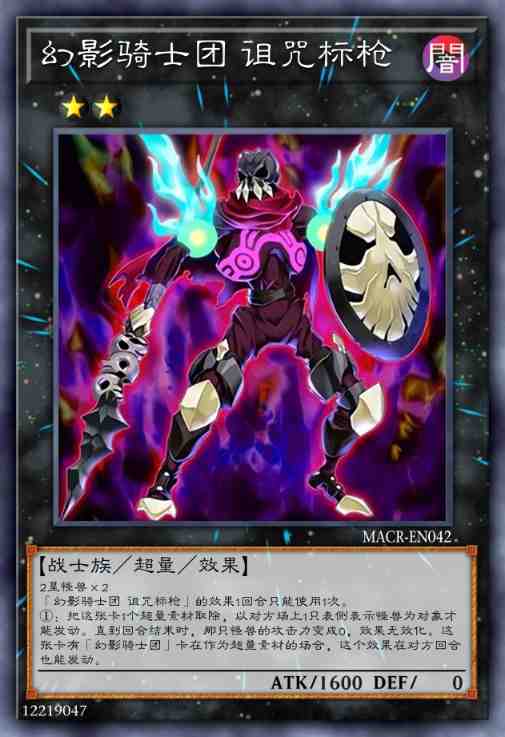 幻影骑士团 诅咒标枪
闇
MACR-EN042
【战士族／超量／效果】
2星怪兽×2
「幻影骑士团 诅咒标枪」的效果1回合只能使用1次。
①：把这张卡1个超量素材取除，以对方场上1只表侧表示怪兽为对象才
能发动。直到回合结束时，那只怪兽的攻击力变成0，效果无效化。这
张卡有「幻影骑士团」卡在作为超量素材的场合，这个效果在对方回合
也能发动。
ATK/1600 DEF/ 0
12219047